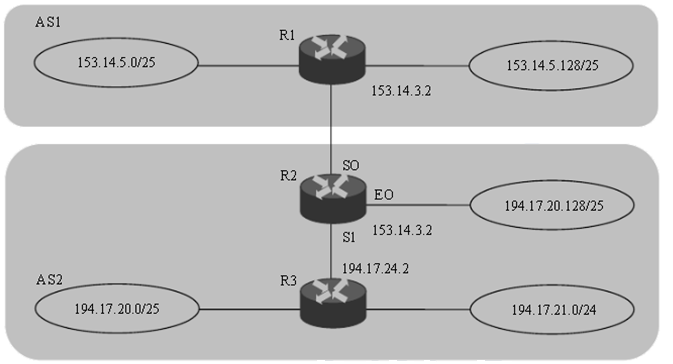 AS1
R1
153.14.5.0/25
153.14.5.128/25
153.14.3.2
SO
R2
EO
194.17.20.128/25
153.14.3.2
S1
194.17.24.2
AS2
R3
194.17.20.0/25
194.17.21.0/24